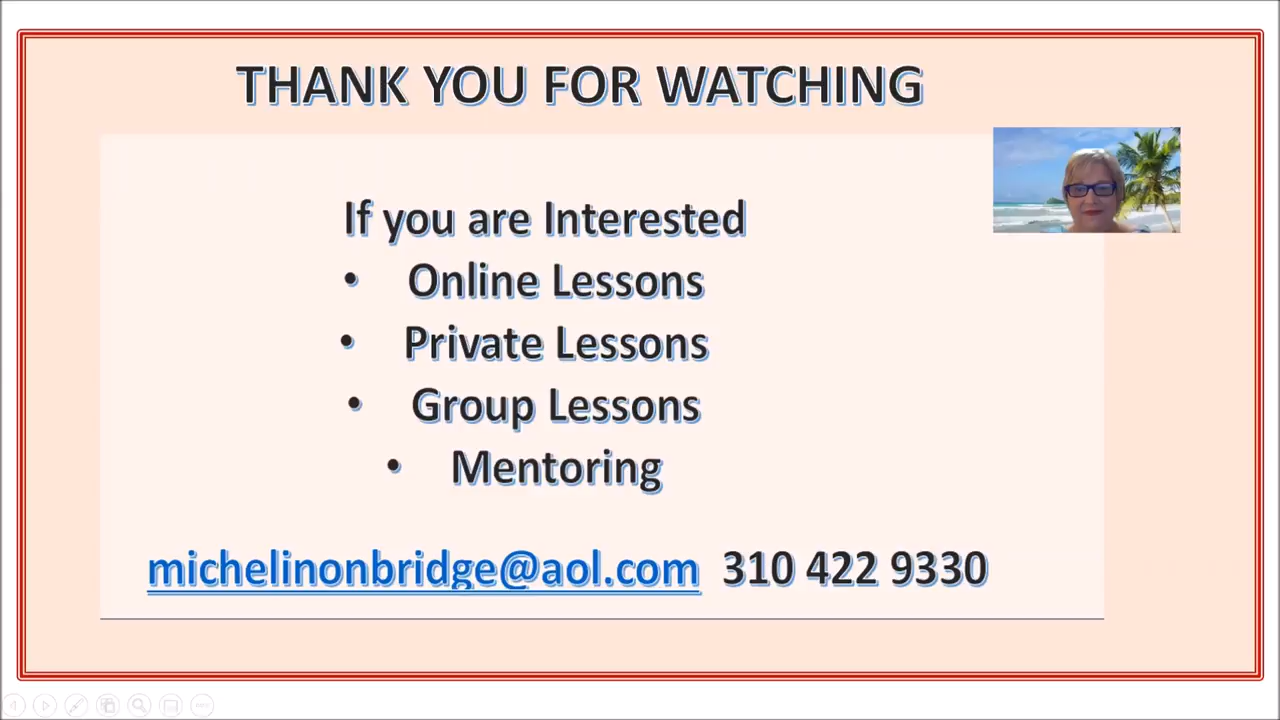 THANK YOU FOR WATCHING
If you are Interested
• Online Lessons
• Private Lessons
• Group Lessons
• Mentoring
michelinonbridge@aol.com 310 422 9330